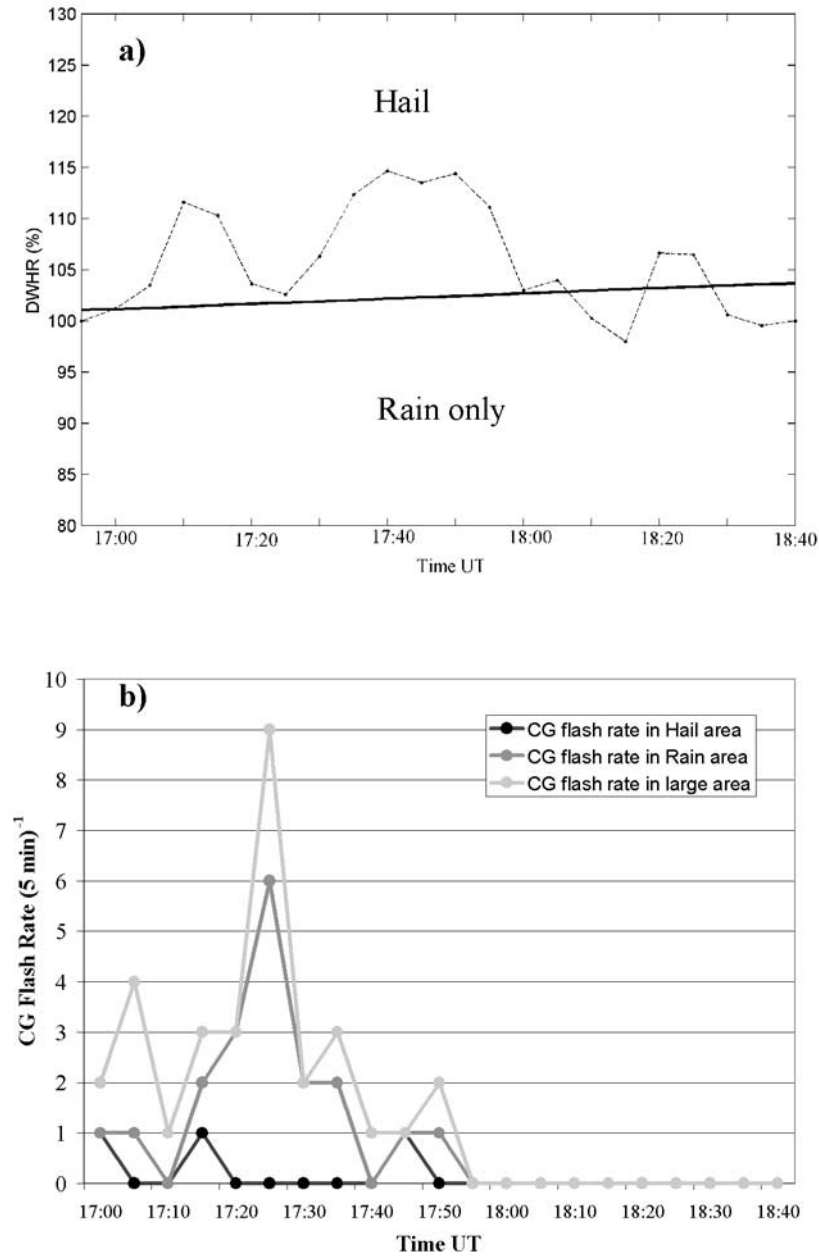 a)
Hail
Rain only
DWHR (%)
130
125
120
115
110
105
100
95
90
85
80
17:00 17:20 17:40 18:00 18:20 18:40
Time UT
b)
CG flash rate in Hail area
CG flash rate in Rain area
CG flash rate in large area
CG Flash Rate (5 min)⁻¹
10
9
8
7
6
5
4
3
2
1
0
17:00 17:10 17:20 17:30 17:40 17:50 18:00 18:10 18:20 18:30 18:40
Time UT